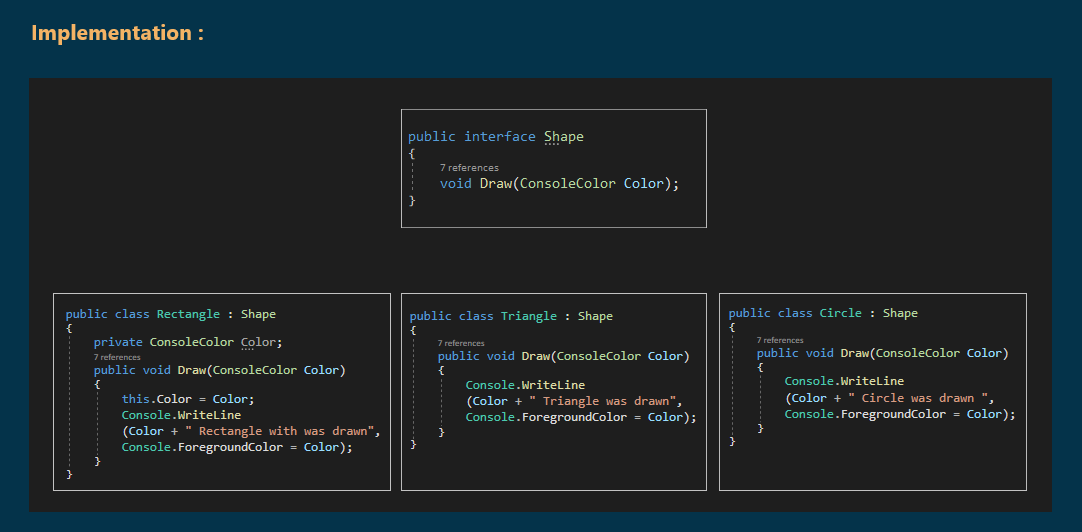 Implementation :
public interface Shape
{
7 references
void Draw(ConsoleColor Color);
}
public class Rectangle : Shape
{
private ConsoleColor Color;
7 references
public void Draw(ConsoleColor Color)
{
this.Color = Color;
Console.WriteLine
(Color + " Rectangle with was drawn",
Console.ForegroundColor = Color);
}
}
public class Triangle : Shape
{
7 references
public void Draw(ConsoleColor Color)
{
Console.WriteLine
(Color + " Triangle was drawn",
Console.ForegroundColor = Color);
}
}
public class Circle : Shape
{
7 references
public void Draw(ConsoleColor Color)
{
Console.WriteLine
(Color + " Circle was drawn ",
Console.ForegroundColor = Color);
}
}